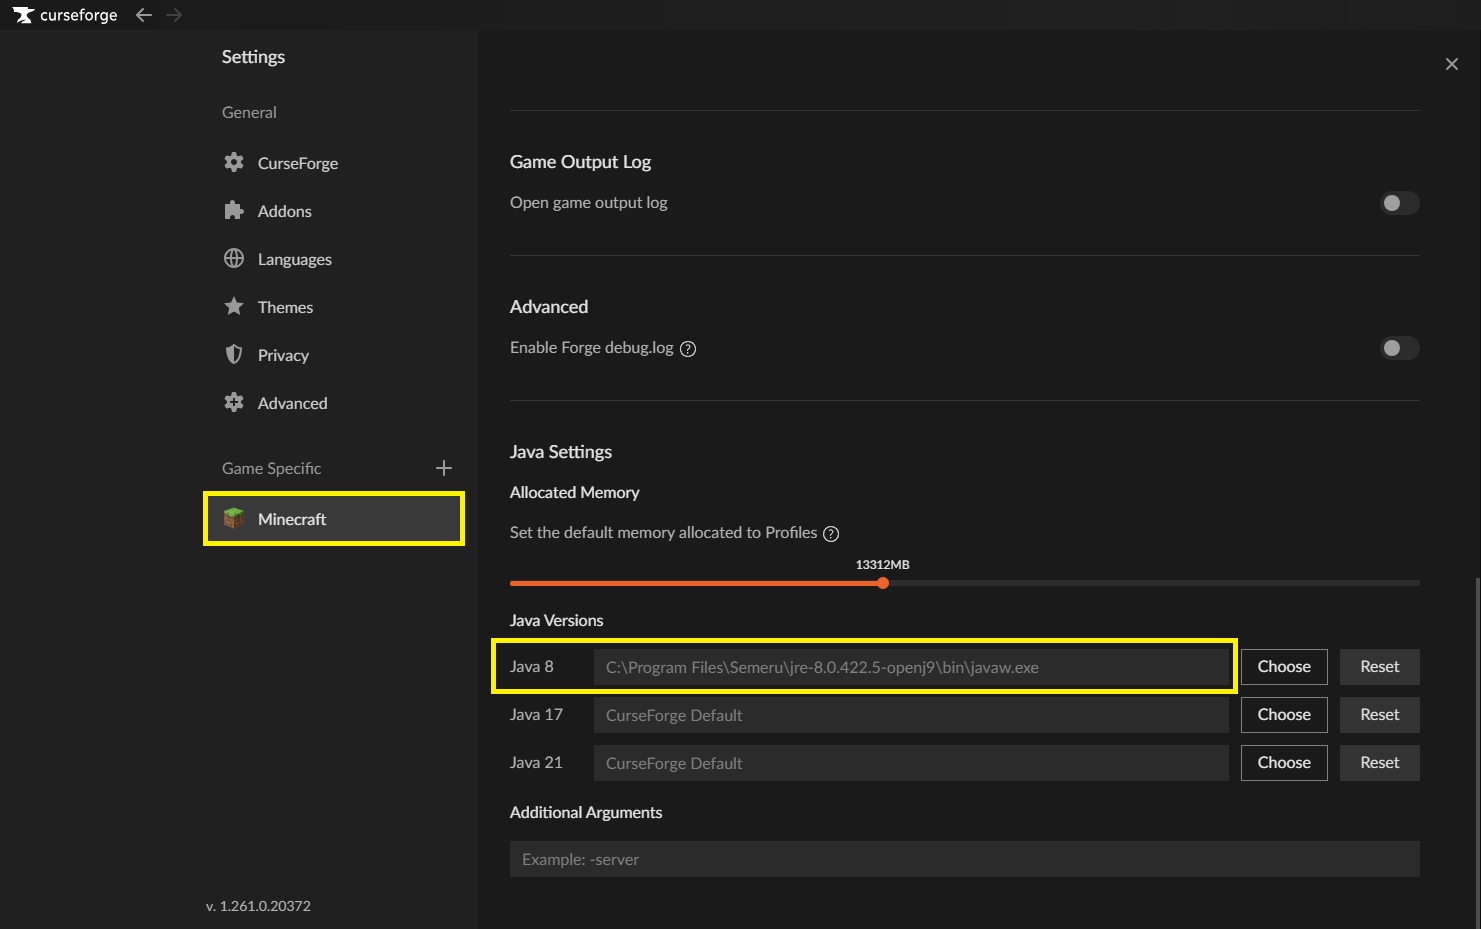 curseforge
Settings
General
CurseForge
Addons
Languages
Themes
Privacy
Advanced
Game Specific
Minecraft
v. 1.261.0.20372
Game Output Log
Open game output log
Advanced
Enable Forge debug.log ?
Java Settings
Allocated Memory
Set the default memory allocated to Profiles ?
13312MB
Java Versions
Java 8 C:\Program Files\Semeru\jre-8.0.422.5-openj9\bin\javaw.exe Choose Reset
Java 17 CurseForge Default Choose Reset
Java 21 CurseForge Default Choose Reset
Additional Arguments
Example: -server